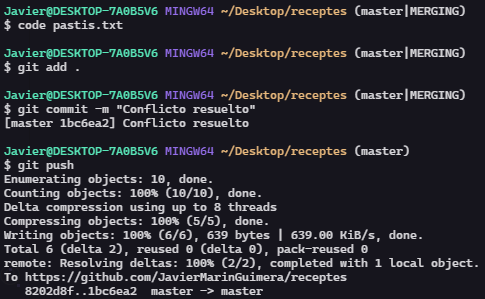 Javier@DESKTOP-7A0B5V6 MINGW64 ~/Desktop/receptes (master|MERGING)
$ code pastis.txt
Javier@DESKTOP-7A0B5V6 MINGW64 ~/Desktop/receptes (master|MERGING)
$ git add .
Javier@DESKTOP-7A0B5V6 MINGW64 ~/Desktop/receptes (master|MERGING)
$ git commit -m "Conflicto resuelto"
[master 1bc6ea2] Conflicto resuelto
Javier@DESKTOP-7A0B5V6 MINGW64 ~/Desktop/receptes (master)
$ git push
Enumerating objects: 10, done.
Counting objects: 100% (10/10), done.
Delta compression using up to 8 threads
Compressing objects: 100% (5/5), done.
Writing objects: 100% (6/6), 639 bytes | 639.00 KiB/s, done.
Total 6 (delta 2), reused 0 (delta 0), pack-reused 0
remote: Resolving deltas: 100% (2/2), completed with 1 local object.
To https://github.com/JavierMarinGuimera/receptes
8202d8f..1bc6ea2  master -> master